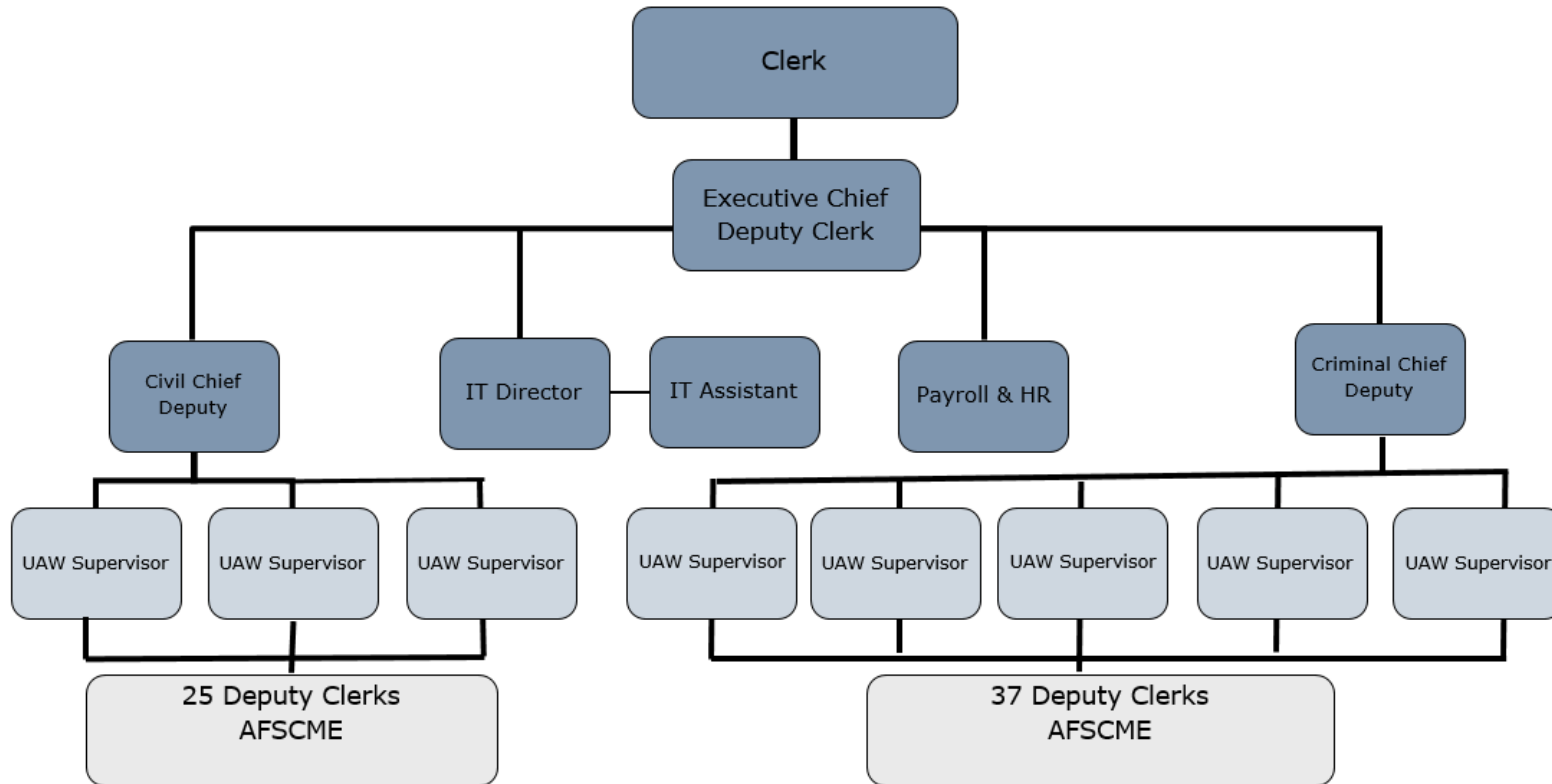 Clerk
Executive Chief
Deputy Clerk
Civil Chief
Deputy
IT Director
IT Assistant
Payroll & HR
Criminal Chief
Deputy
UAW Supervisor
UAW Supervisor
UAW Supervisor
UAW Supervisor
UAW Supervisor
UAW Supervisor
UAW Supervisor
UAW Supervisor
25 Deputy Clerks
AFSCME
37 Deputy Clerks
AFSCME